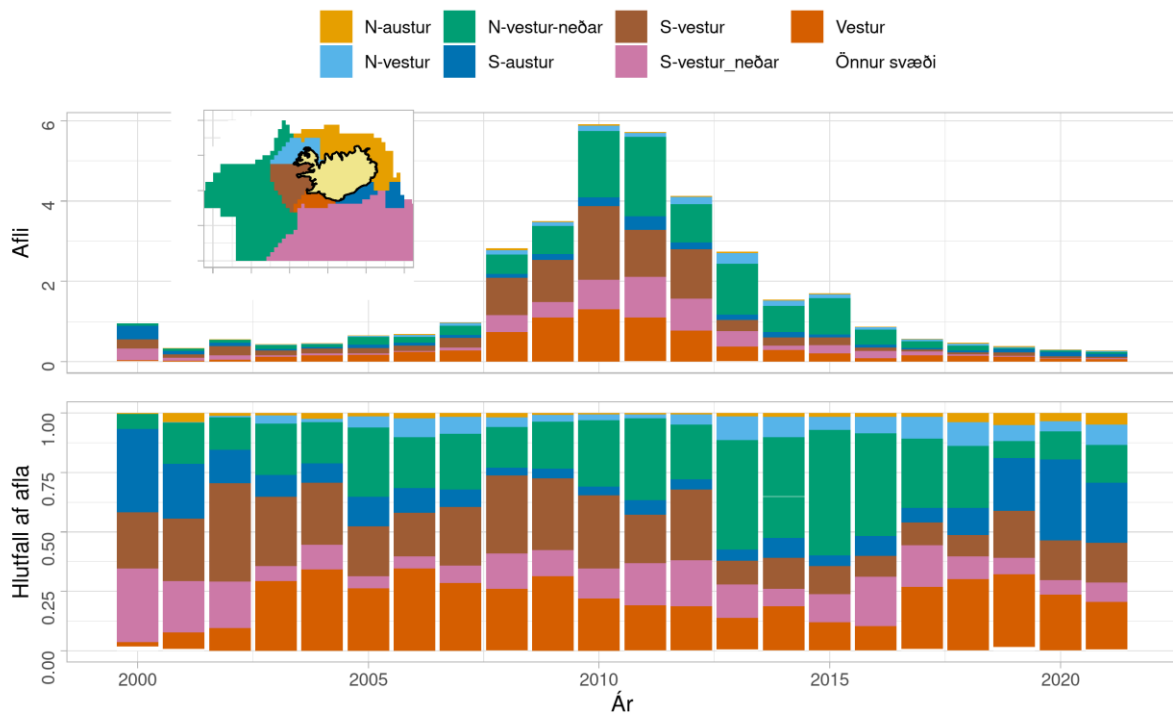 N-austur N-vestur-neðar S-vestur Vestur
N-vestur S-austur S-vestur_neðar Önnur svæði
6
4
2
0
Afli
1.00
0.75
0.50
0.25
0.00
Hlutfall af afla
2000 2005 2010 2015 2020
Ár